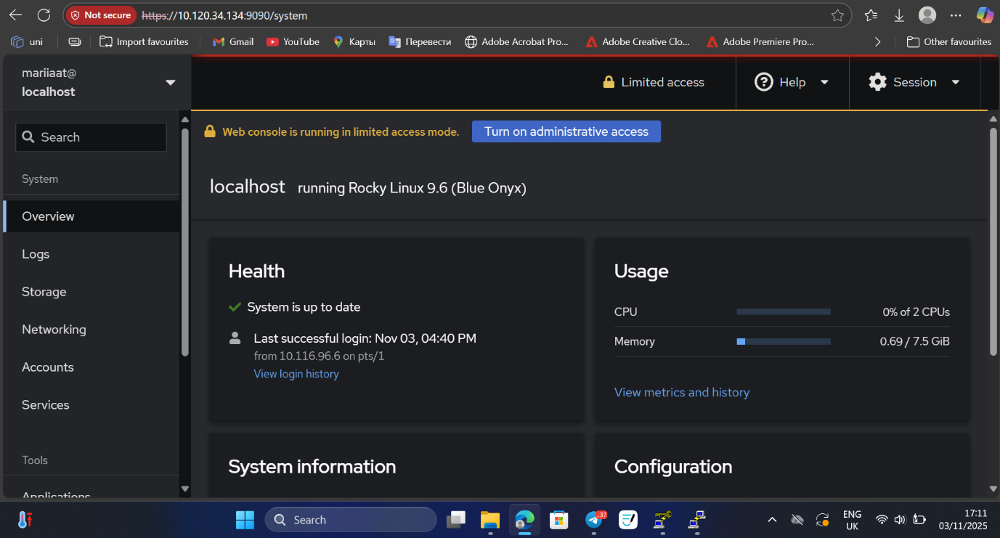 Not secure https://10.120.34.134:9090/system
uni Import favourites Gmail YouTube Карты Перевести Adobe Acrobat Pro... Adobe Creative Clo... Adobe Premiere Pro... Other favourites
mariiaat@
localhost
Limited access Help Session
Search
Web console is running in limited access mode. Turn on administrative access
System
localhost running Rocky Linux 9.6 (Blue Onyx)
Overview
Logs
Storage
Networking
Accounts
Services
Tools
Applications
Health
System is up to date
Last successful login: Nov 03, 04:40 PM
from 10.116.96.6 on pts/1
View login history
Usage
CPU 0% of 2 CPUs
Memory 0.69 / 7.5 GiB
View metrics and history
System information
Configuration
Search
37
ENG
UK
17:11
03/11/2025